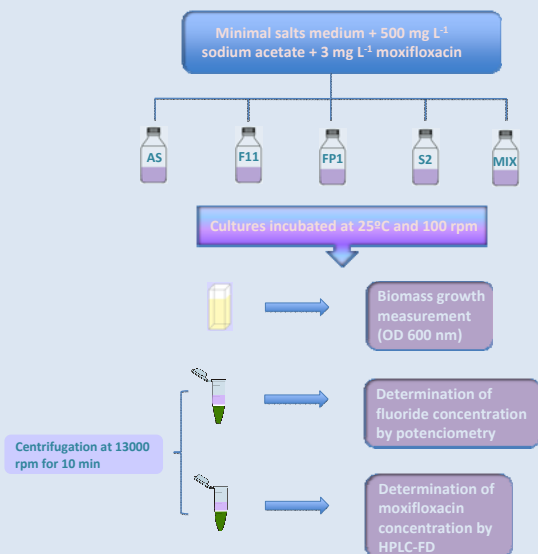 Minimal salts medium + 500 mg L⁻¹
sodium acetate + 3 mg L⁻¹ moxifloxacin
AS
F11
FP1
S2
MIX
Cultures incubated at 25ºC and 100 rpm
Biomass growth
measurement
(OD 600 nm)
Determination of
fluoride concentration
by potenciometry
Centrifugation at 13000
rpm for 10 min
Determination of
moxifloxacin
concentration by
HPLC-FD